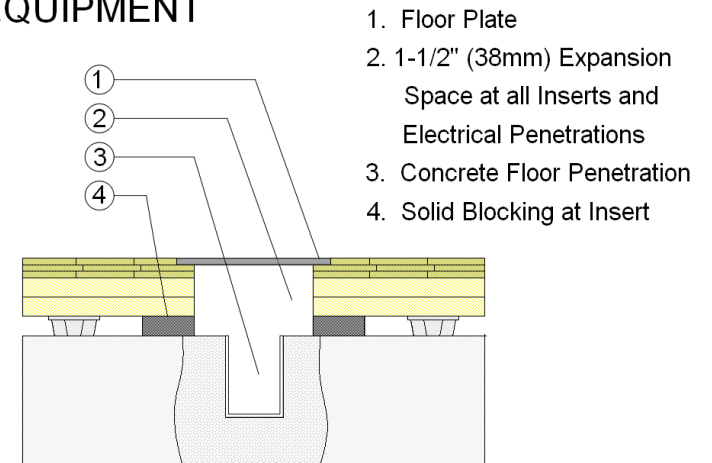 EQUIPMENT
1. Floor Plate
2. 1-1/2" (38mm) Expansion
Space at all Inserts and
Electrical Penetrations
3. Concrete Floor Penetration
4. Solid Blocking at Insert
1
2
3
4